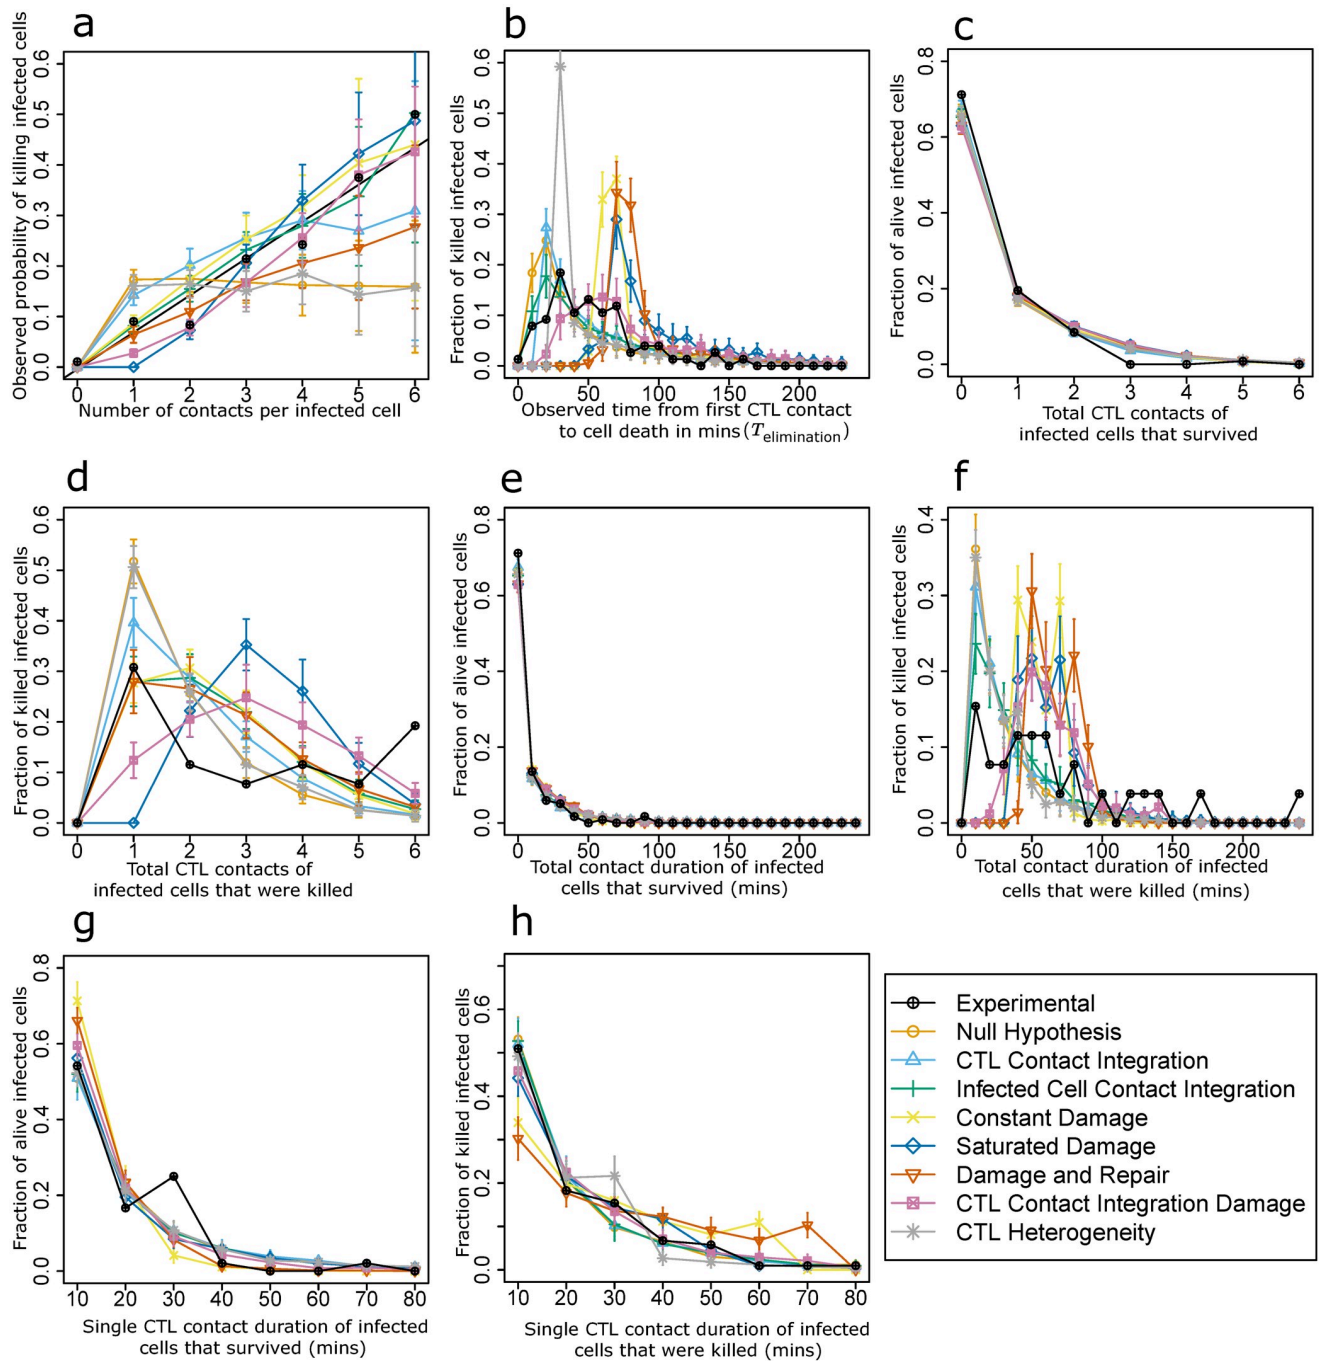 a
Observed probability of killing infected cells
0.0 0.1 0.2 0.3 0.4 0.5 0.6
0 1 2 3 4 5 6
Number of contacts per infected cell
b
Fraction of killed infected cells
0.0 0.1 0.2 0.3 0.4 0.5 0.6
0 50 100 150 200
Observed time from first CTL contact
to cell death in mins (T elimination)
c
Fraction of alive infected cells
0.0 0.2 0.4 0.6 0.8
0 1 2 3 4 5 6
Total CTL contacts of
infected cells that survived
d
Fraction of killed infected cells
0.0 0.1 0.2 0.3 0.4 0.5 0.6
0 1 2 3 4 5 6
Total CTL contacts of
infected cells that were killed
e
Fraction of alive infected cells
0.0 0.2 0.4 0.6 0.8
0 50 100 150 200
Total contact duration of infected
cells that survived (mins)
f
Fraction of killed infected cells
0.0 0.1 0.2 0.3 0.4
0 50 100 150 200
Total contact duration of infected
cells that were killed (mins)
g
Fraction of alive infected cells
0.0 0.2 0.4 0.6 0.8
10 20 30 40 50 60 70 80
Single CTL contact duration of infected
cells that survived (mins)
h
Fraction of killed infected cells
0.0 0.2 0.4 0.6
10 20 30 40 50 60 70 80
Single CTL contact duration of infected
cells that were killed (mins)
Experimental
Null Hypothesis
CTL Contact Integration
Infected Cell Contact Integration
Constant Damage
Saturated Damage
Damage and Repair
CTL Contact Integration Damage
CTL Heterogeneity